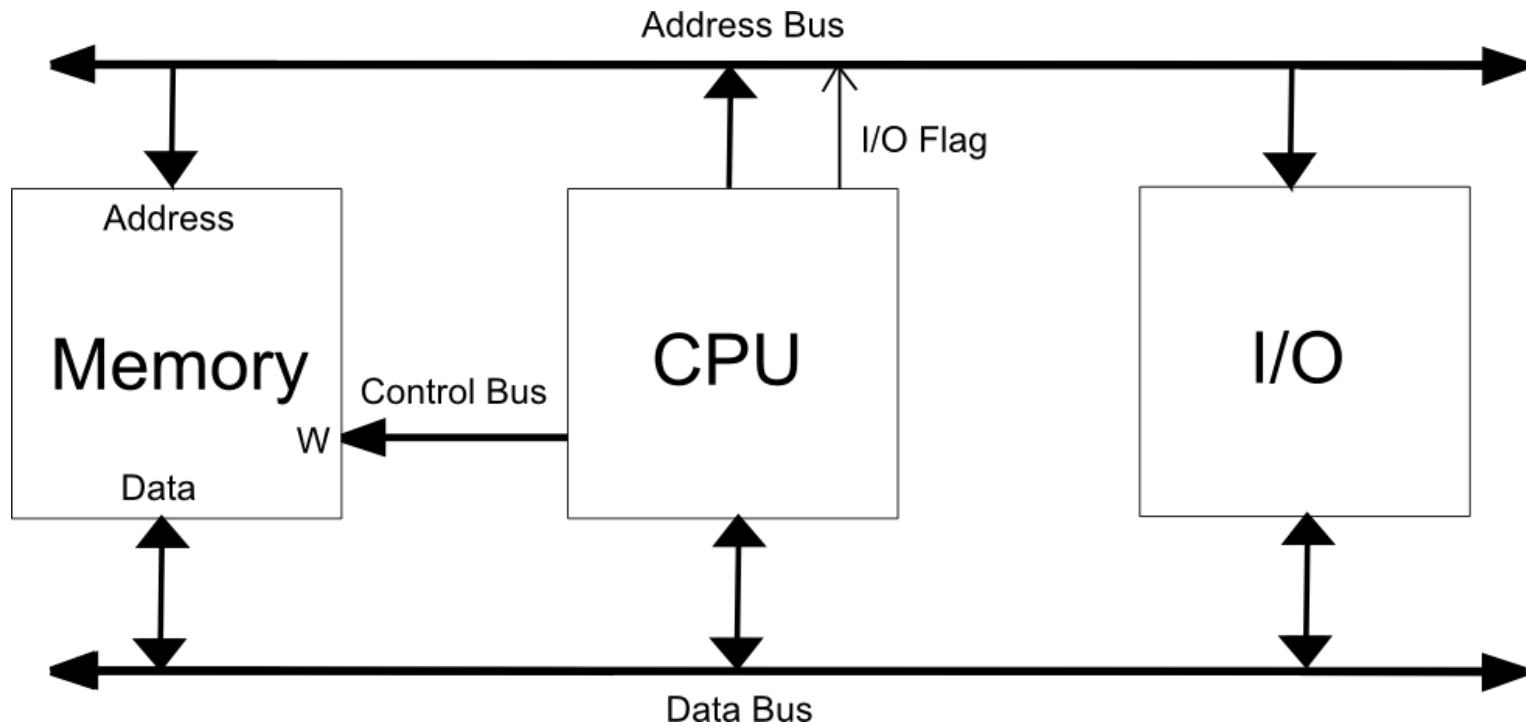 Address Bus
I/O Flag
Address
Memory
CPU
I/O
Control Bus
W
Data
Data Bus